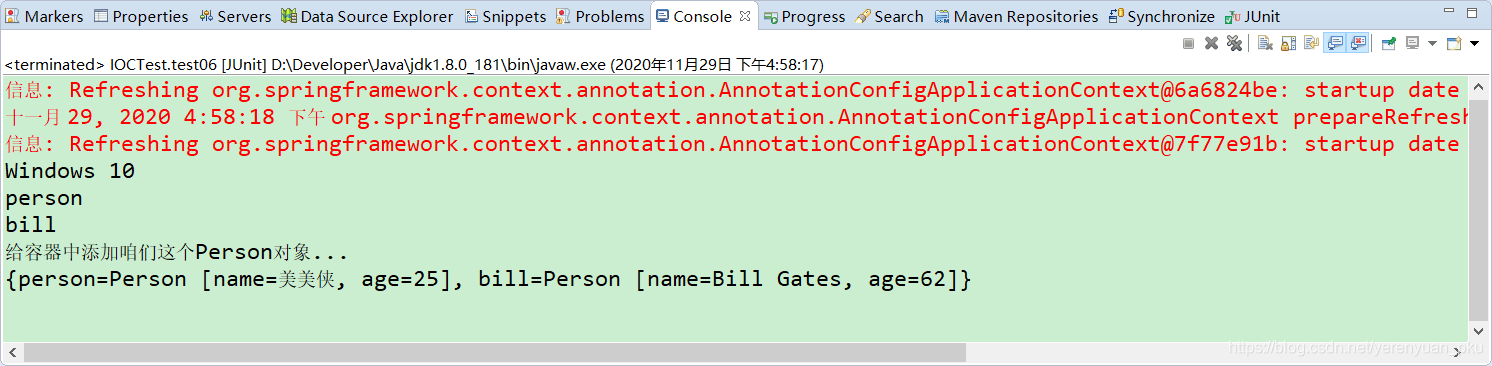 Markers Properties Servers Data Source Explorer Snippets Problems Console Progress Search Maven Repositories Synchronize JUnit
<terminated> IOCTest.test06 [JUnit] D:\Developer\Java\jdk1.8.0_181\bin\javaw.exe (2020年11月29日 下午4:58:17)
信息: Refreshing org.springframework.context.annotation.AnnotationConfigApplicationContext@6a6824be: startup date
十一月 29, 2020 4:58:18 下午 org.springframework.context.annotation.AnnotationConfigApplicationContext prepareRefresh
信息: Refreshing org.springframework.context.annotation.AnnotationConfigApplicationContext@7f77e91b: startup date
Windows 10
person
bill
给容器中添加咱们这个Person对象...
{person=Person [name=美美侠, age=25], bill=Person [name=Bill Gates, age=62]}